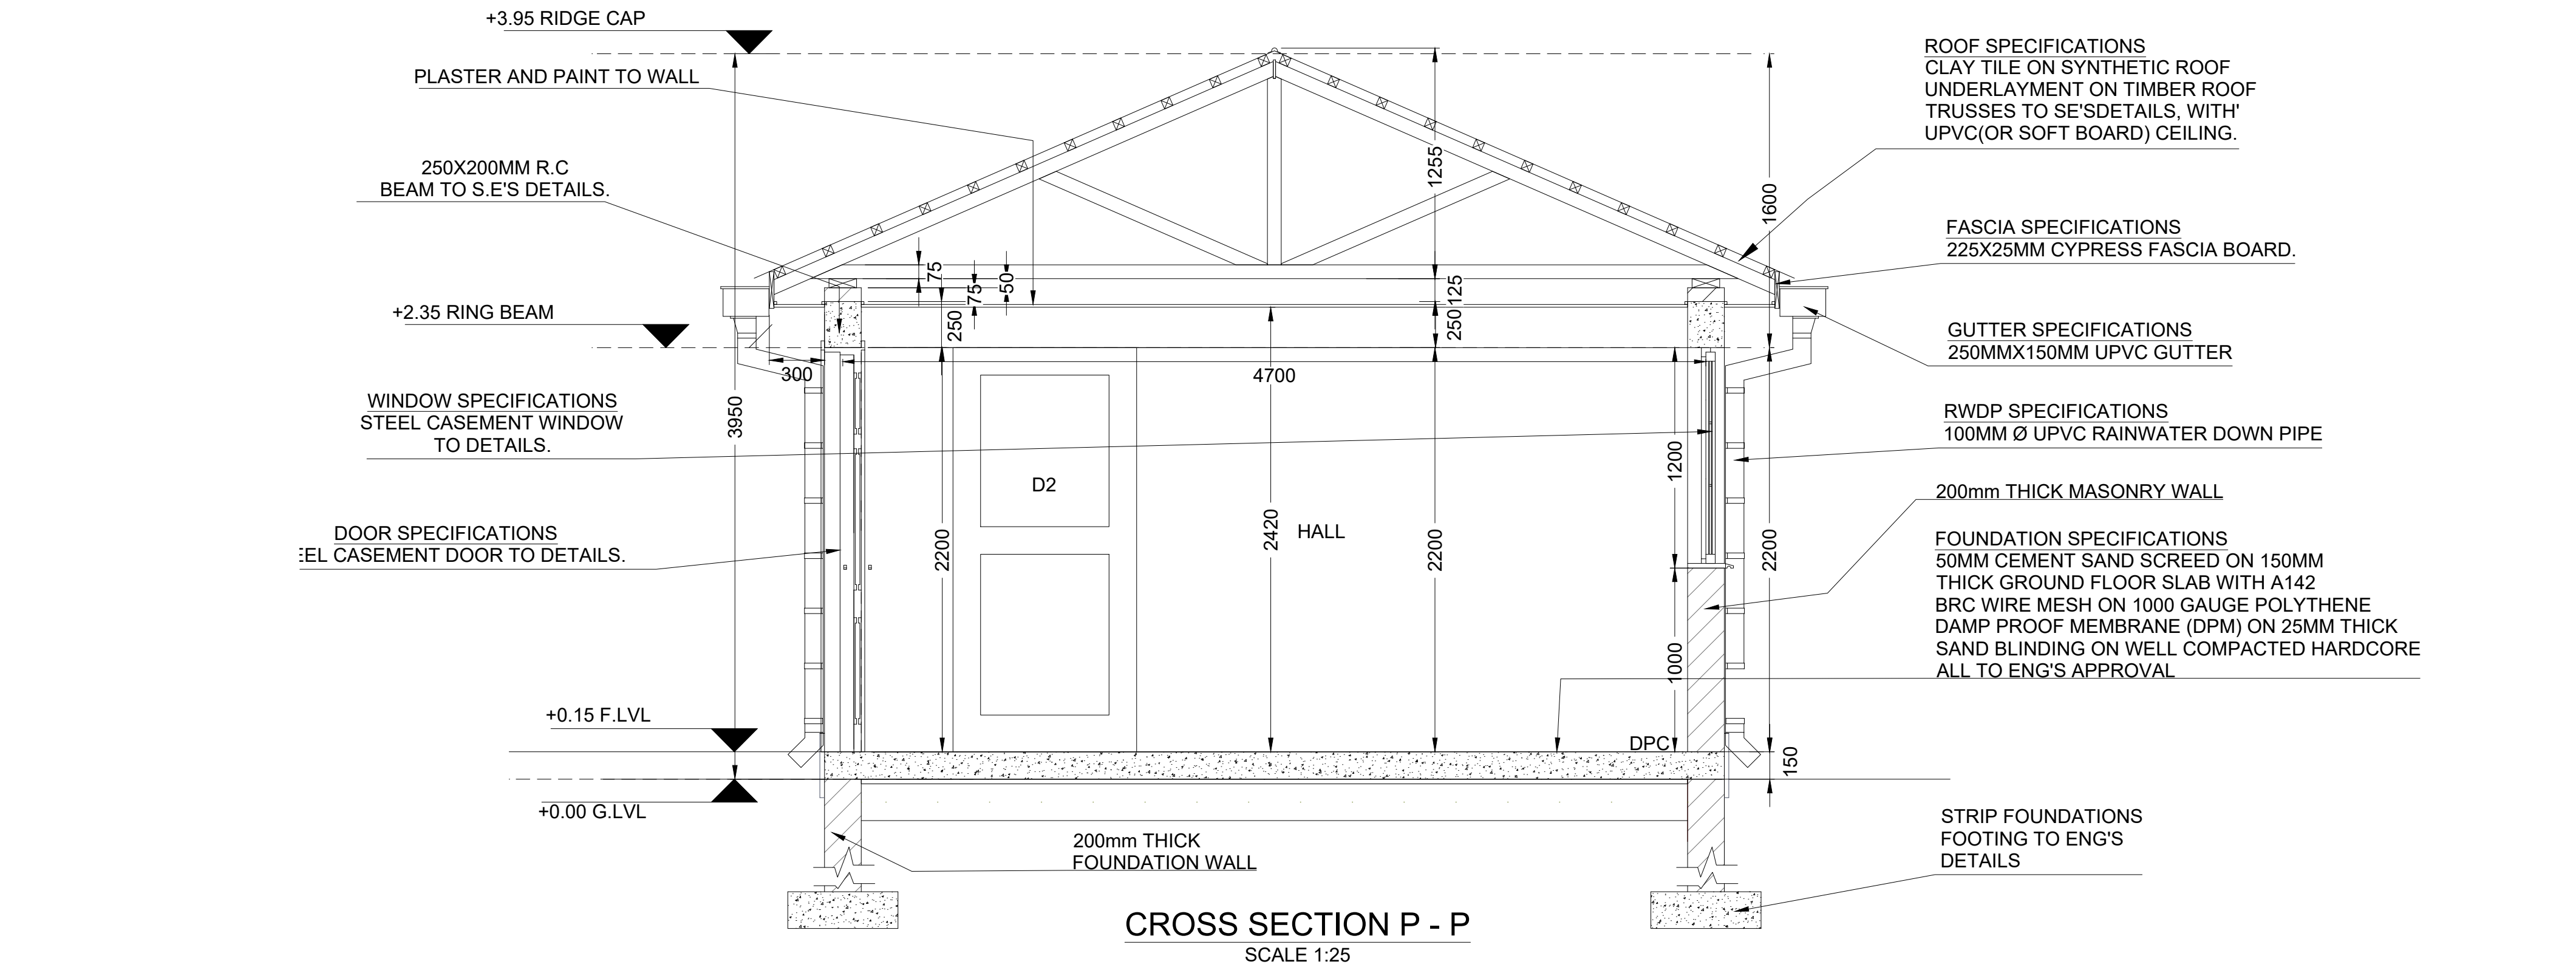 +3.95 RIDGE CAP
PLASTER AND PAINT TO WALL
250X200MM R.C
BEAM TO S.E'S DETAILS.
+2.35 RING BEAM
WINDOW SPECIFICATIONS
STEEL CASEMENT WINDOW
TO DETAILS.
DOOR SPECIFICATIONS
EEL CASEMENT DOOR TO DETAILS.
+0.15 F.LVL
+0.00 G.LVL
3950
300
75
75
50
250
2200
D2
4700
2420
HALL
1255
125
250
2200
1200
1000
DPC
1600
2200
150
200mm THICK
FOUNDATION WALL
ROOF SPECIFICATIONS
CLAY TILE ON SYNTHETIC ROOF
UNDERLAYMENT ON TIMBER ROOF
TRUSSES TO SE'SDETAILS, WITH'
UPVC(OR SOFT BOARD) CEILING.
FASCIA SPECIFICATIONS
225X25MM CYPRESS FASCIA BOARD.
GUTTER SPECIFICATIONS
250MMX150MM UPVC GUTTER
RWDP SPECIFICATIONS
100MM Ø UPVC RAINWATER DOWN PIPE
200mm THICK MASONRY WALL
FOUNDATION SPECIFICATIONS
50MM CEMENT SAND SCREED ON 150MM
THICK GROUND FLOOR SLAB WITH A142
BRC WIRE MESH ON 1000 GAUGE POLYTHENE
DAMP PROOF MEMBRANE (DPM) ON 25MM THICK
SAND BLINDING ON WELL COMPACTED HARDCORE
ALL TO ENG'S APPROVAL
STRIP FOUNDATIONS
FOOTING TO ENG'S
DETAILS
CROSS SECTION P - P
SCALE 1:25